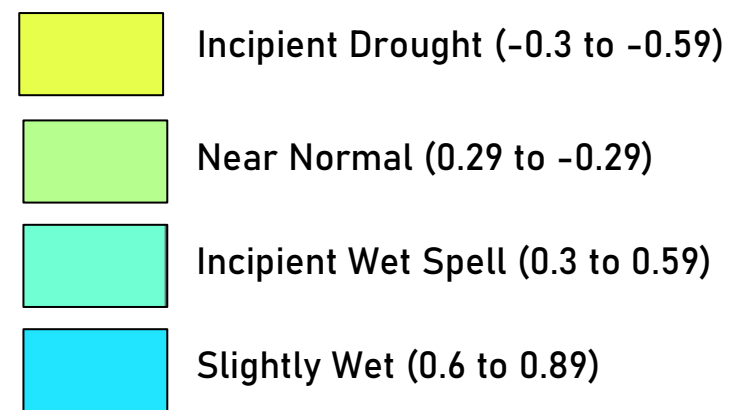 Incipient Drought (-0.3 to -0.59)
Near Normal (0.29 to -0.29)
Incipient Wet Spell (0.3 to 0.59)
Slightly Wet (0.6 to 0.89)